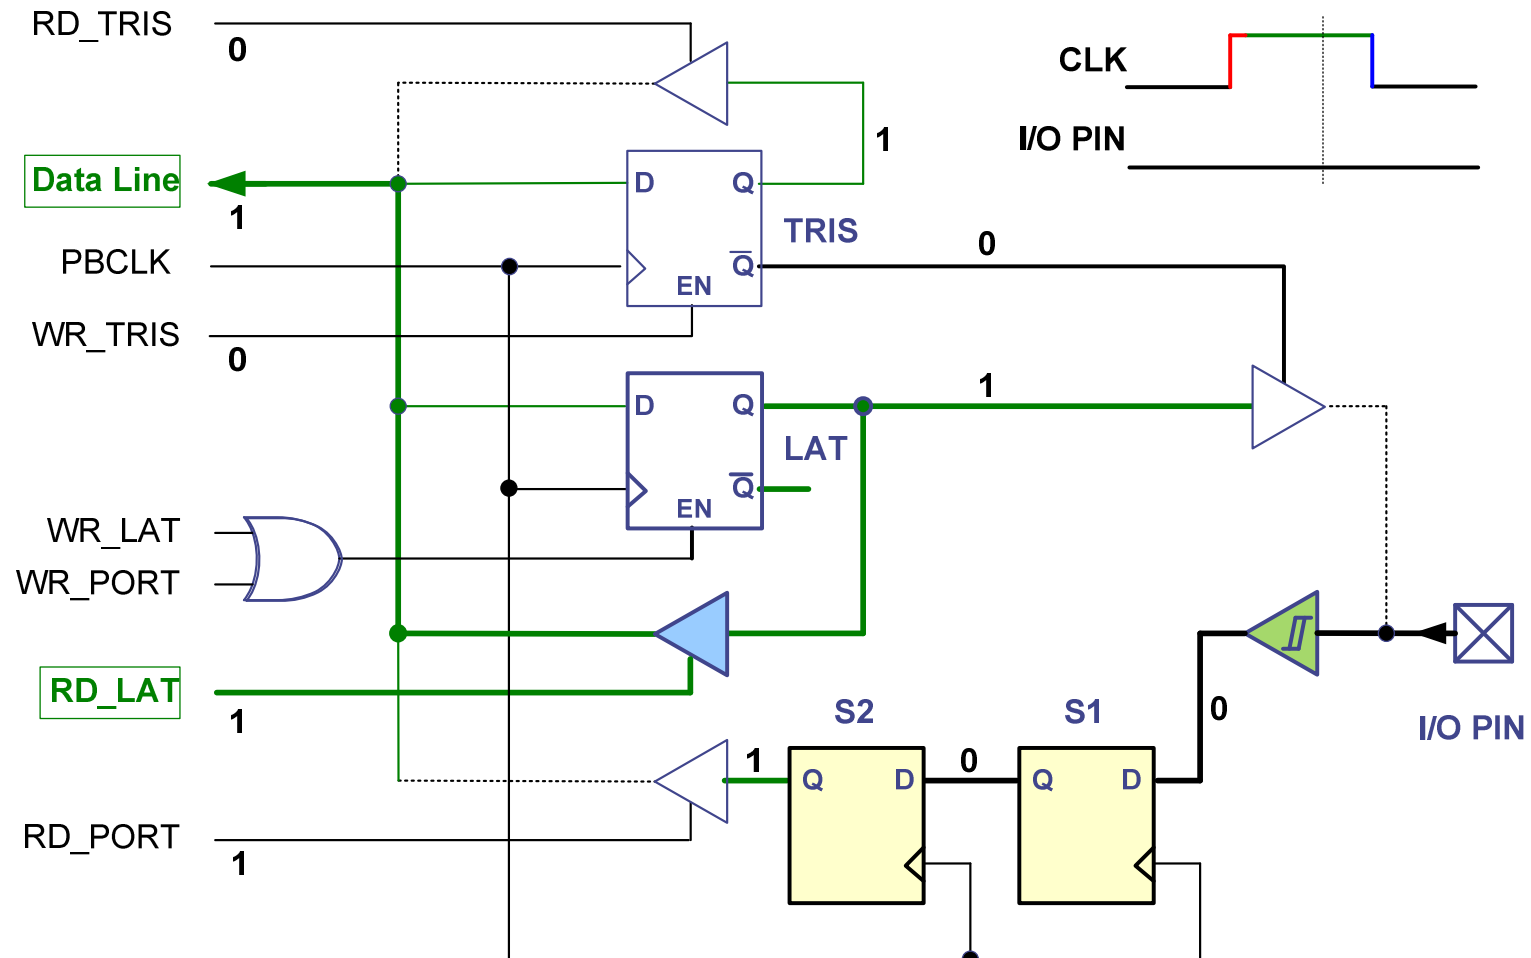 RD_TRIS
0
CLK
I/O PIN
1
Data Line
1
D
Q
TRIS
PBCLK
Q
EN
0
WR_TRIS
0
D
Q
1
LAT
Q
EN
WR_LAT
WR_PORT
RD_LAT
1
S2
S1
0
I/O PIN
1
Q
D
0
Q
D
RD_PORT
1